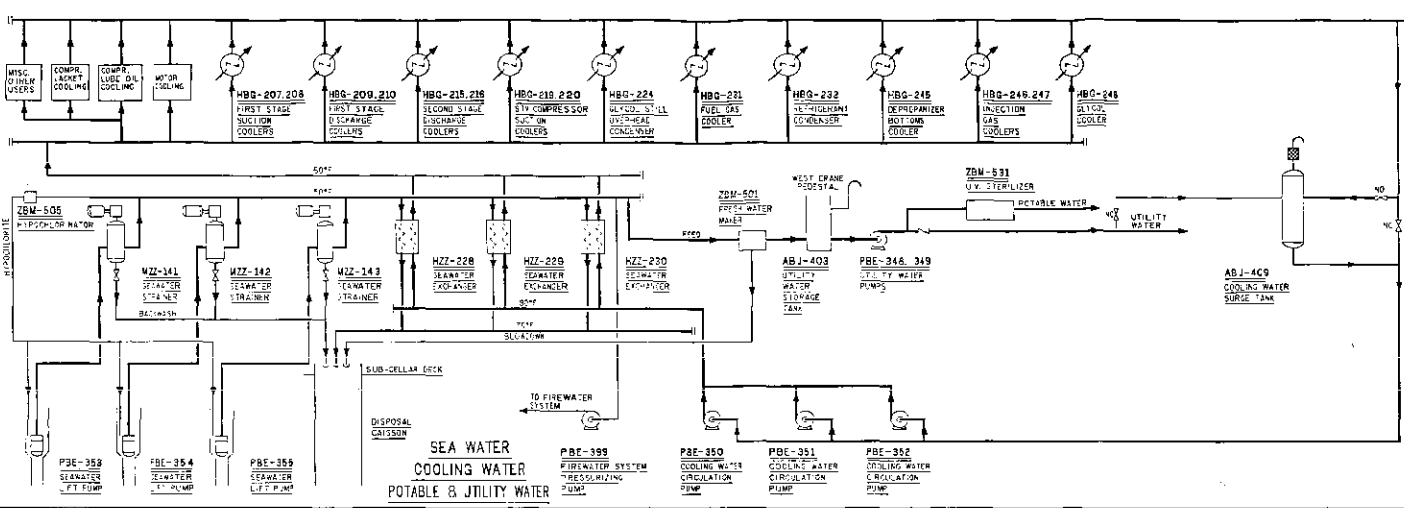 MISC. OTHER USERS
COMPR. JACKET COOLING
COMPR. LUBE OIL COOLING
MOTOR COOLING
HBG-207,208
FIRST STAGE
SUCTION
COOLERS
HBG-209,210
FIRST STAGE
DISCHARGE
COOLERS
HBG-215,216
SECOND STAGE
DISCHARGE
COOLERS
HBG-219,220
STV COMPRESSOR
SUCTION
COOLERS
HBG-224
GLYCOL STILL
OVERHEAD
CONDENSER
HBG-231
FUEL GAS
COOLER
HBG-232
REFRIGERANT
CONDENSER
HBG-245
DEPROPANIZER
BOTTOMS
COOLER
HBG-246,247
INJECTION
GAS
COOLERS
HBG-248
GLYCOL
COOLER
50°F
ZBM-505
HYPOCHLORINATOR
HYPOCHLORITE
MZZ-141
SEAWATER
STRAINER
MZZ-142
SEAWATER
STRAINER
MZZ-143
SEAWATER
STRAINER
BACKWASH
HZZ-228
SEAWATER
EXCHANGER
HZZ-229
SEAWATER
EXCHANGER
HZZ-230
SEAWATER
EXCHANGER
75°F
BLOWDOWN
FEED
ZBM-501
FRESH WATER
MAKER
WEST CRANE
PEDESTAL
ABJ-403
UTILITY
WATER
STORAGE
TANK
PBE-348, 349
UTILITY WATER
PUMPS
ZBM-531
U.V. STERILIZER
POTABLE WATER
NC
UTILITY
WATER
NO
NC
ABJ-409
COOLING WATER
SURGE TANK
SUB-CELLAR DECK
DISPOSAL
CAISSON
TO FIREWATER
SYSTEM
PBE-353
SEAWATER
LIFT PUMP
PBE-354
SEAWATER
LIFT PUMP
PBE-355
SEAWATER
LIFT PUMP
SEA WATER
COOLING WATER
POTABLE & UTILITY WATER
PBE-399
FIREWATER SYSTEM
PRESSURIZING
PUMP
PBE-350
COOLING WATER
CIRCULATION
PUMP
PBE-351
COOLING WATER
CIRCULATION
PUMP
PBE-352
COOLING WATER
CIRCULATION
PUMP